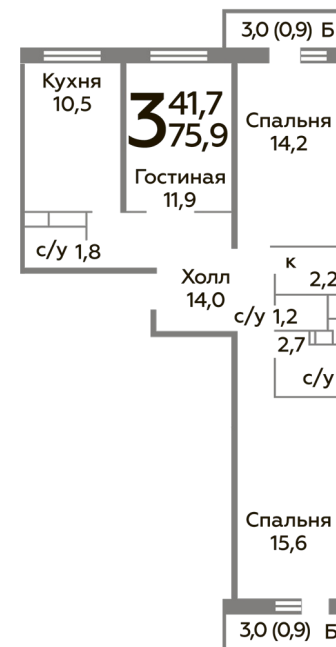 3,0 (0,9) Б
Кухня
10,5
3
41,7
75,9
Спальня
14,2
Гостиная
11,9
с/у 1,8
к
2,2
Холл
14,0
с/у 1,2
2,7
с/у
Спальня
15,6
3,0 (0,9) Б